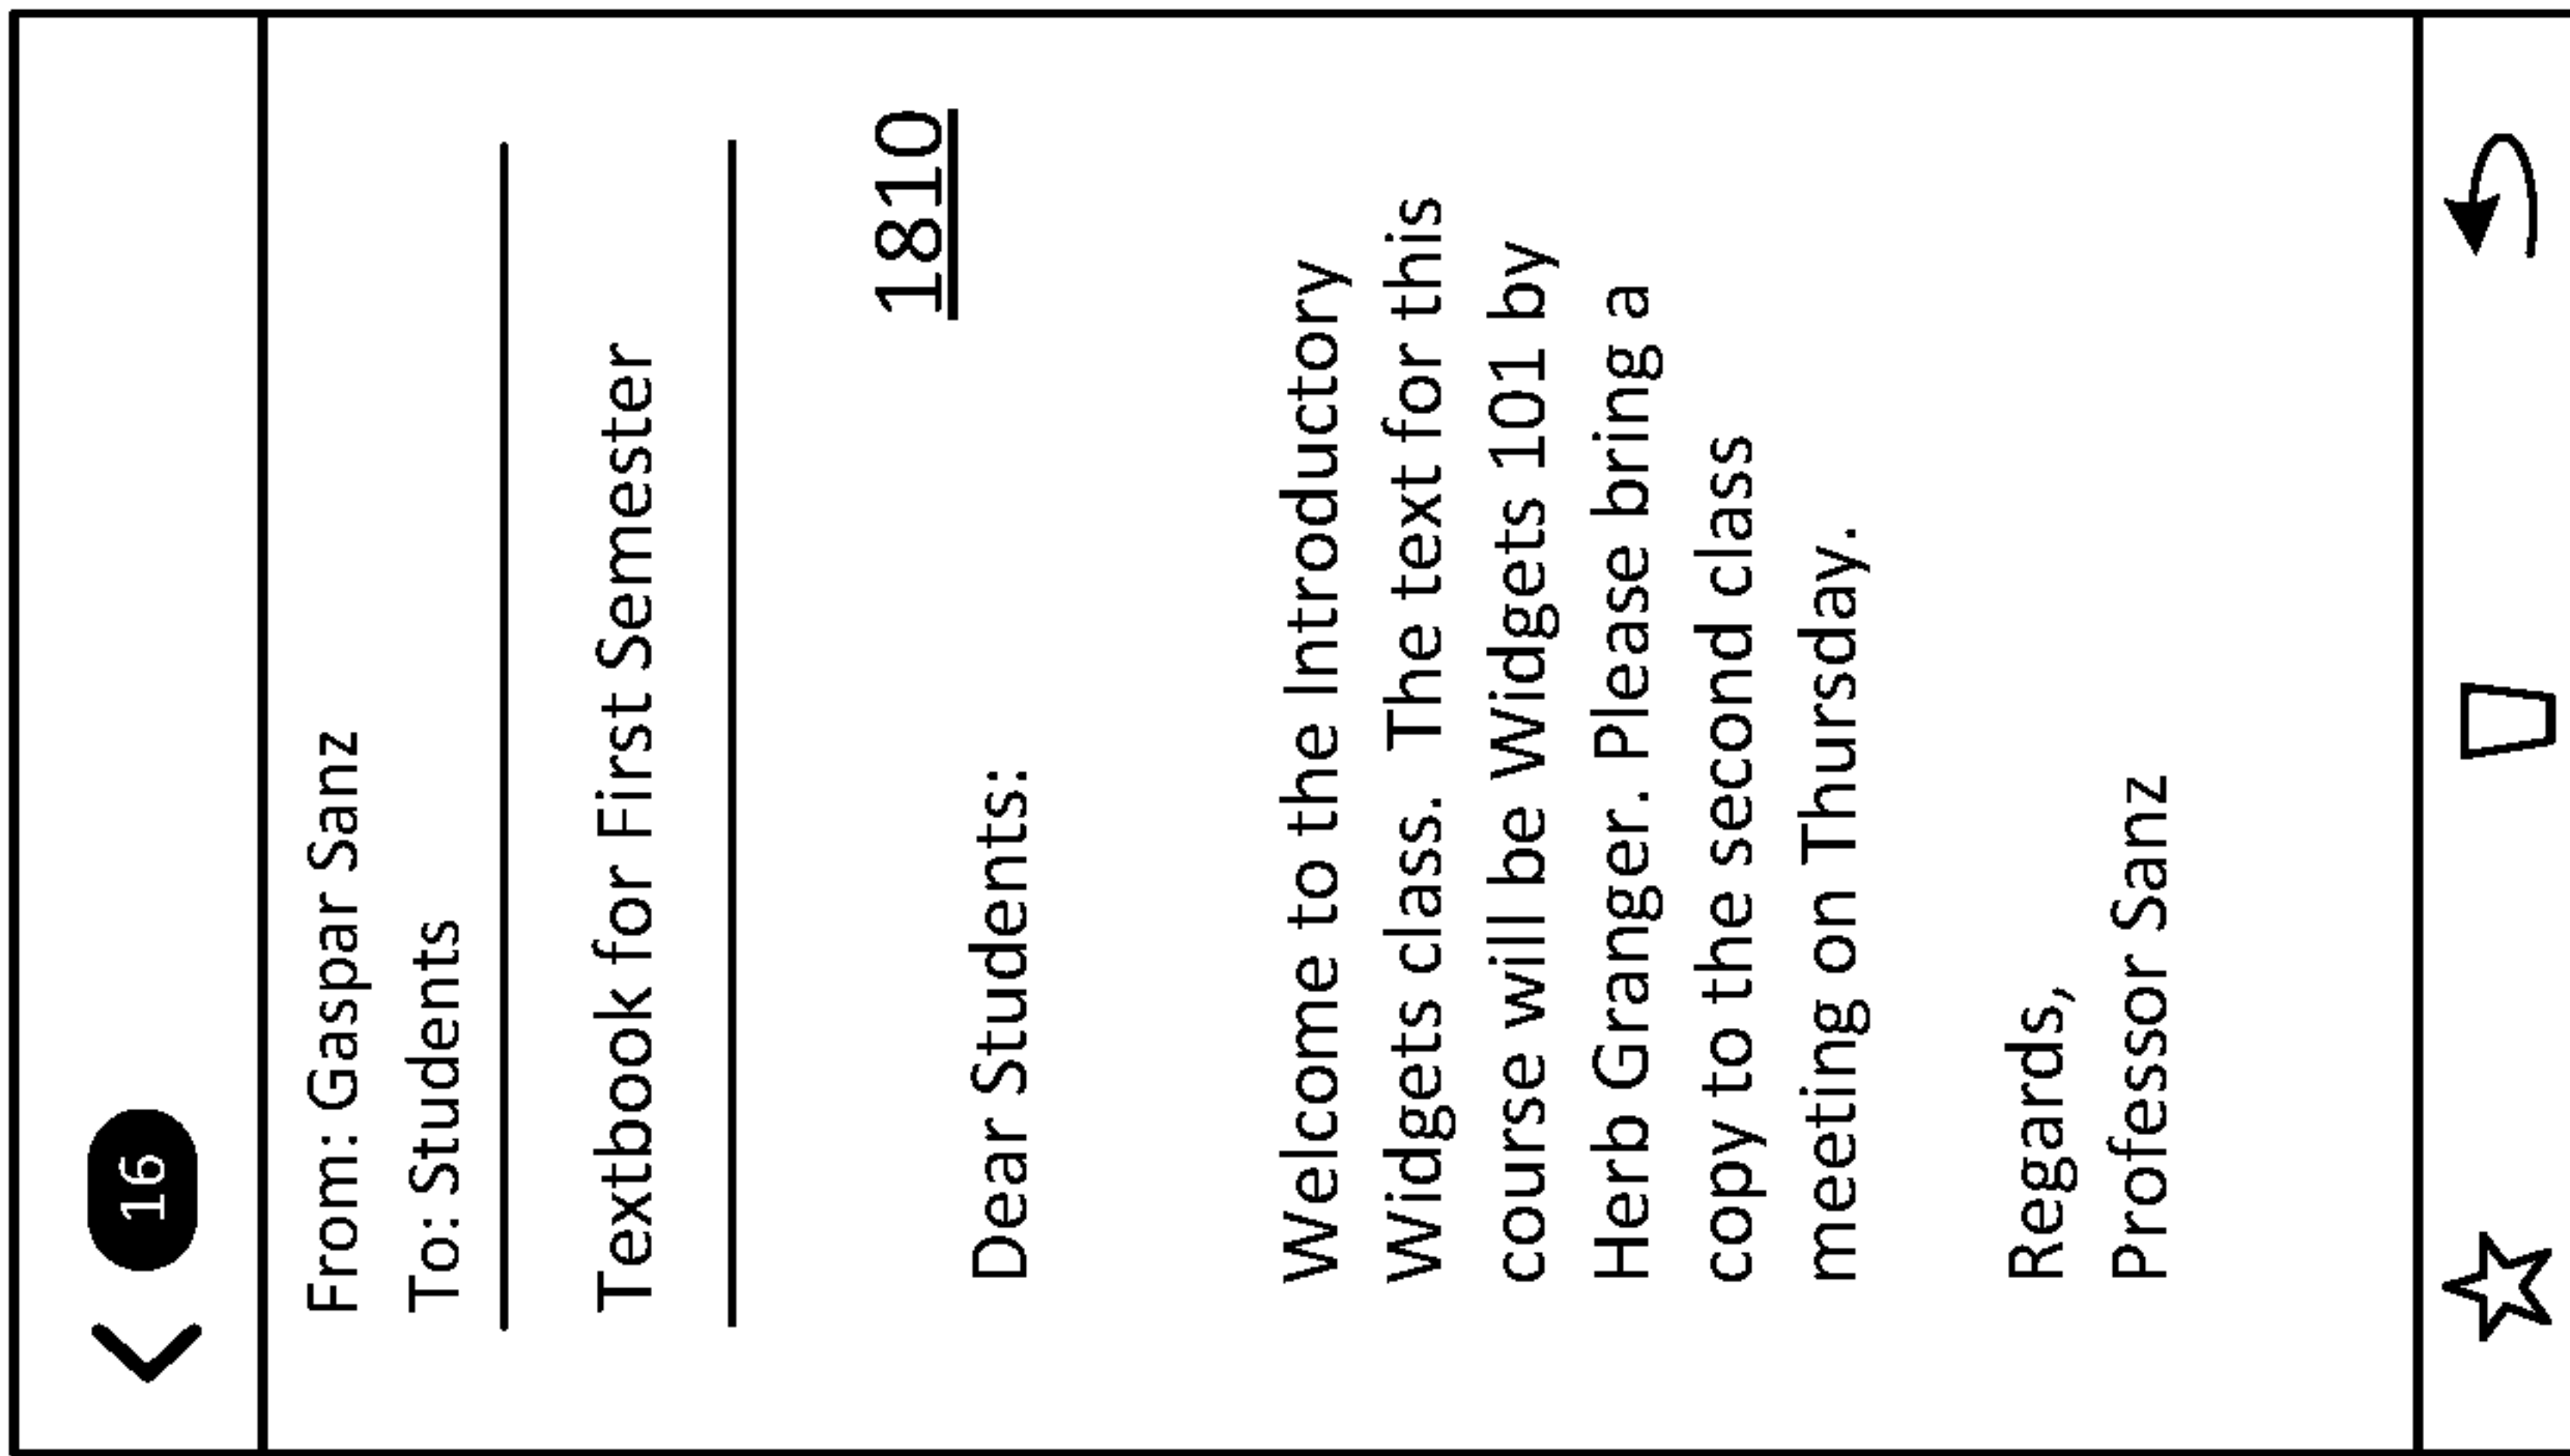 16
From: Gaspar Sanz
To: Students
Textbook for First Semester
1810
Dear Students:
Welcome to the Introductory
Widgets class. The text for this
course will be Widgets 101 by
Herb Granger. Please bring a
copy to the second class
meeting on Thursday.
Regards,
Professor Sanz